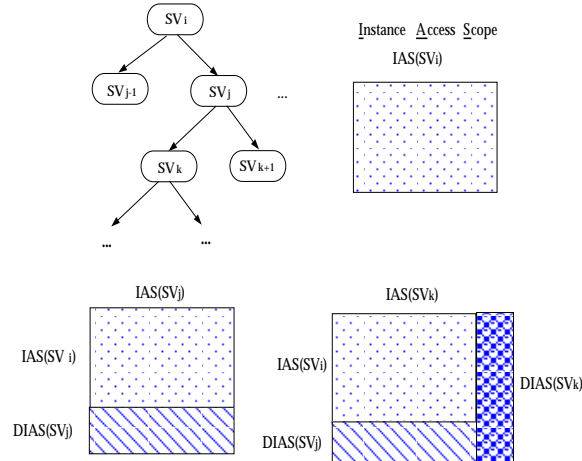 SVi
Instance Access Scope
IAS(SVi)
SVj-1
SVj
...
SVk
SVk+1
...
...
IAS(SVj)
IAS(SVk)
IAS(SV i)
IAS(SVi)
DIAS(SVk)
DIAS(SVj)
DIAS(SVj)